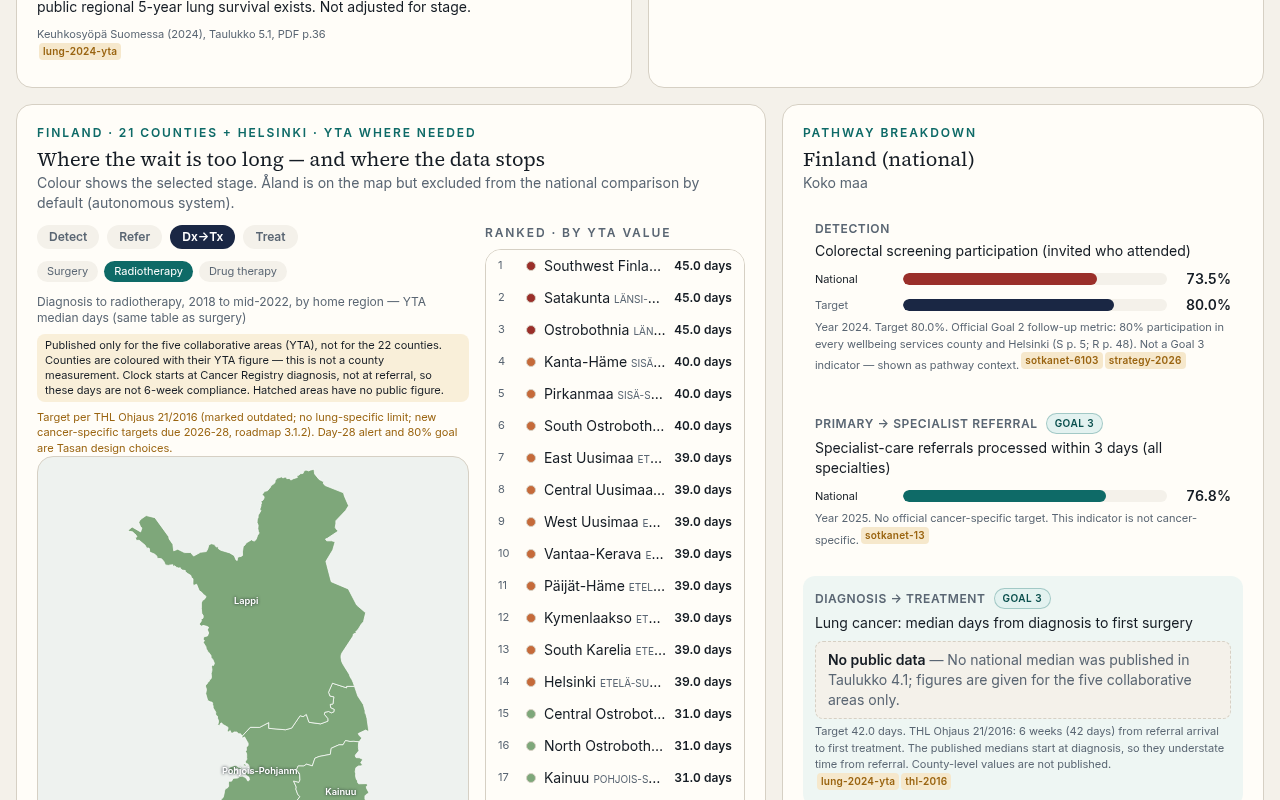 public regional 5-year lung survival exists. Not adjusted for stage.
Keuhkosyöpä Suomessa (2024), Taulukko 5.1, PDF p.36
lung-2024-yta
FINLAND · 21 COUNTIES + HELSINKI · YTA WHERE NEEDED
Where the wait is too long — and where the data stops
Colour shows the selected stage. Åland is on the map but excluded from the national comparison by
default (autonomous system).
Detect Refer Dx→Tx Treat
Surgery Radiotherapy Drug therapy
Diagnosis to radiotherapy, 2018 to mid-2022, by home region — YTA
median days (same table as surgery)
Published only for the five collaborative areas (YTA), not for the 22 counties.
Counties are coloured with their YTA figure — this is not a county
measurement. Clock starts at Cancer Registry diagnosis, not at referral, so
these days are not 6-week compliance. Hatched areas have no public figure.
Target per THL Ohjaus 21/2016 (marked outdated; no lung-specific limit; new
cancer-specific targets due 2026-28, roadmap 3.1.2). Day-28 alert and 80% goal
are Tasan design choices.
Lappi
Pohjois-Pohjanm
Kainuu
RANKED · BY YTA VALUE
1 Southwest Finla... 45.0 days
2 Satakunta LÄNSI-... 45.0 days
3 Ostrobothnia LÄN... 45.0 days
4 Kanta-Häme SISÄ... 40.0 days
5 Pirkanmaa SISÄ-S... 40.0 days
6 South Ostroboth... 40.0 days
7 East Uusimaa ET... 39.0 days
8 Central Uusimaa... 39.0 days
9 West Uusimaa E... 39.0 days
10 Vantaa-Kerava E... 39.0 days
11 Päijät-Häme ETEL... 39.0 days
12 Kymenlaakso ET... 39.0 days
13 South Karelia ETE... 39.0 days
14 Helsinki ETELÄ-SU... 39.0 days
15 Central Ostrobot... 31.0 days
16 North Ostroboth... 31.0 days
17 Kainuu POHJOIS-S... 31.0 days
PATHWAY BREAKDOWN
Finland (national)
Koko maa
DETECTION
Colorectal screening participation (invited who attended)
National 73.5%
Target 80.0%
Year 2024. Target 80.0%. Official Goal 2 follow-up metric: 80% participation in
every wellbeing services county and Helsinki (S p. 5; R p. 48). Not a Goal 3
indicator — shown as pathway context. sotkanet-6103 strategy-2026
PRIMARY → SPECIALIST REFERRAL GOAL 3
Specialist-care referrals processed within 3 days (all
specialties)
National 76.8%
Year 2025. No official cancer-specific target. This indicator is not cancer-
specific. sotkanet-13
DIAGNOSIS → TREATMENT GOAL 3
Lung cancer: median days from diagnosis to first surgery
No public data — No national median was published in
Taulukko 4.1; figures are given for the five collaborative
areas only.
Target 42.0 days. THL Ohjaus 21/2016: 6 weeks (42 days) from referral arrival
to first treatment. The published medians start at diagnosis, so they understate
time from referral. County-level values are not published.
lung-2024-yta thl-2016